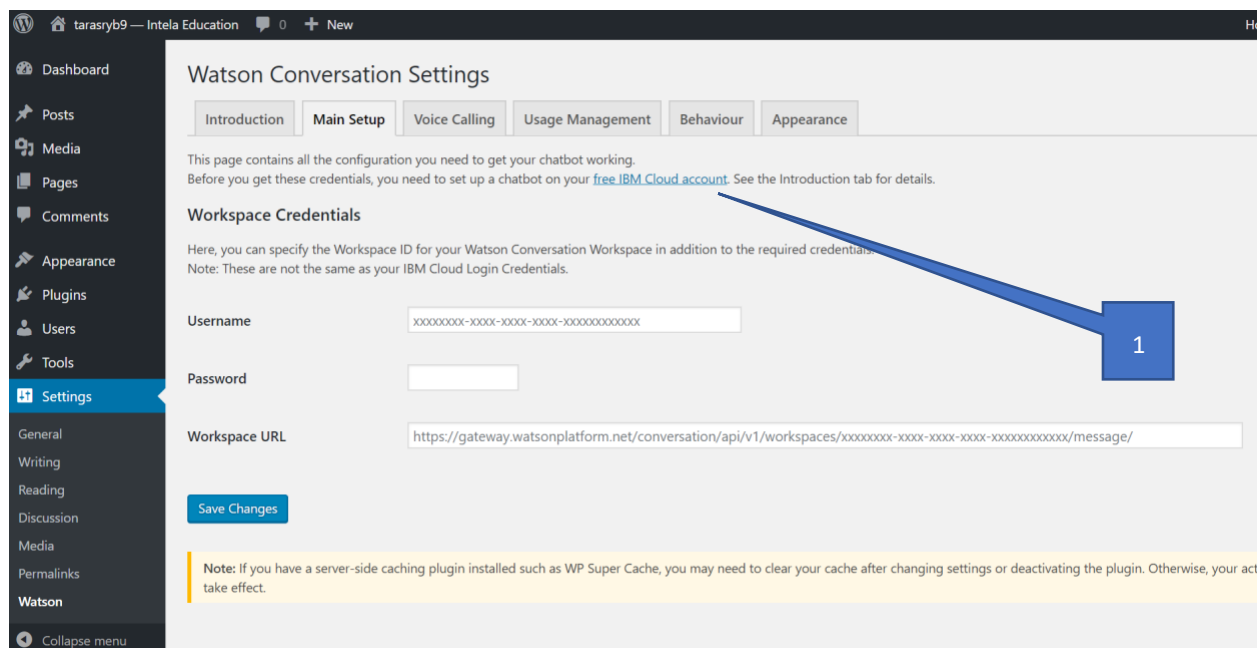 tarasryb9 — Intela Education 0 + New
Dashboard
Posts
Media
Pages
Comments
Appearance
Plugins
Users
Tools
Settings
General
Writing
Reading
Discussion
Media
Permalinks
Watson
Collapse menu
Watson Conversation Settings
Introduction Main Setup Voice Calling Usage Management Behaviour Appearance
This page contains all the configuration you need to get your chatbot working.
Before you get these credentials, you need to set up a chatbot on your free IBM Cloud account. See the Introduction tab for details.
Workspace Credentials
Here, you can specify the Workspace ID for your Watson Conversation Workspace in addition to the required credentials.
Note: These are not the same as your IBM Cloud Login Credentials.
Username xxxxxxxx-xxxx-xxxx-xxxx-xxxxxxxxxxxx
Password
Workspace URL https://gateway.watsonplatform.net/conversation/api/v1/workspaces/xxxxxxxx-xxxx-xxxx-xxxx-xxxxxxxxxxxx/message/
Save Changes
Note: If you have a server-side caching plugin installed such as WP Super Cache, you may need to clear your cache after changing settings or deactivating the plugin. Otherwise, your act
take effect.
1